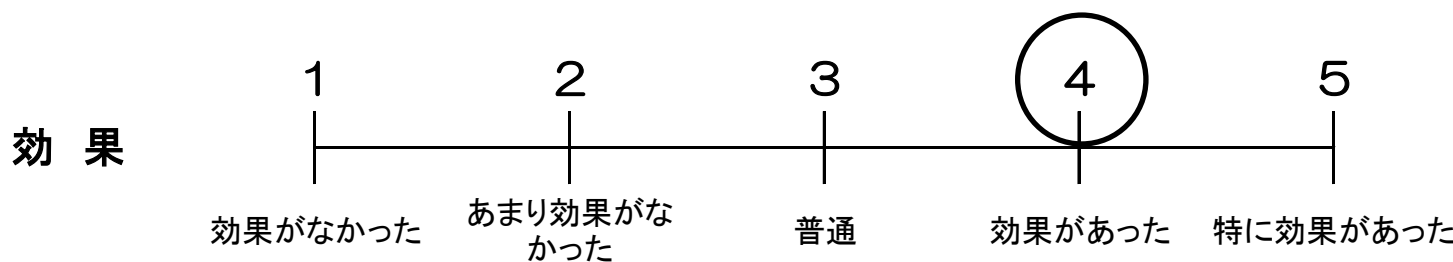 1 2 3 4 5
効 果
効果がなかった
あまり効果がな
かった
普通
効果があった
特に効果があった